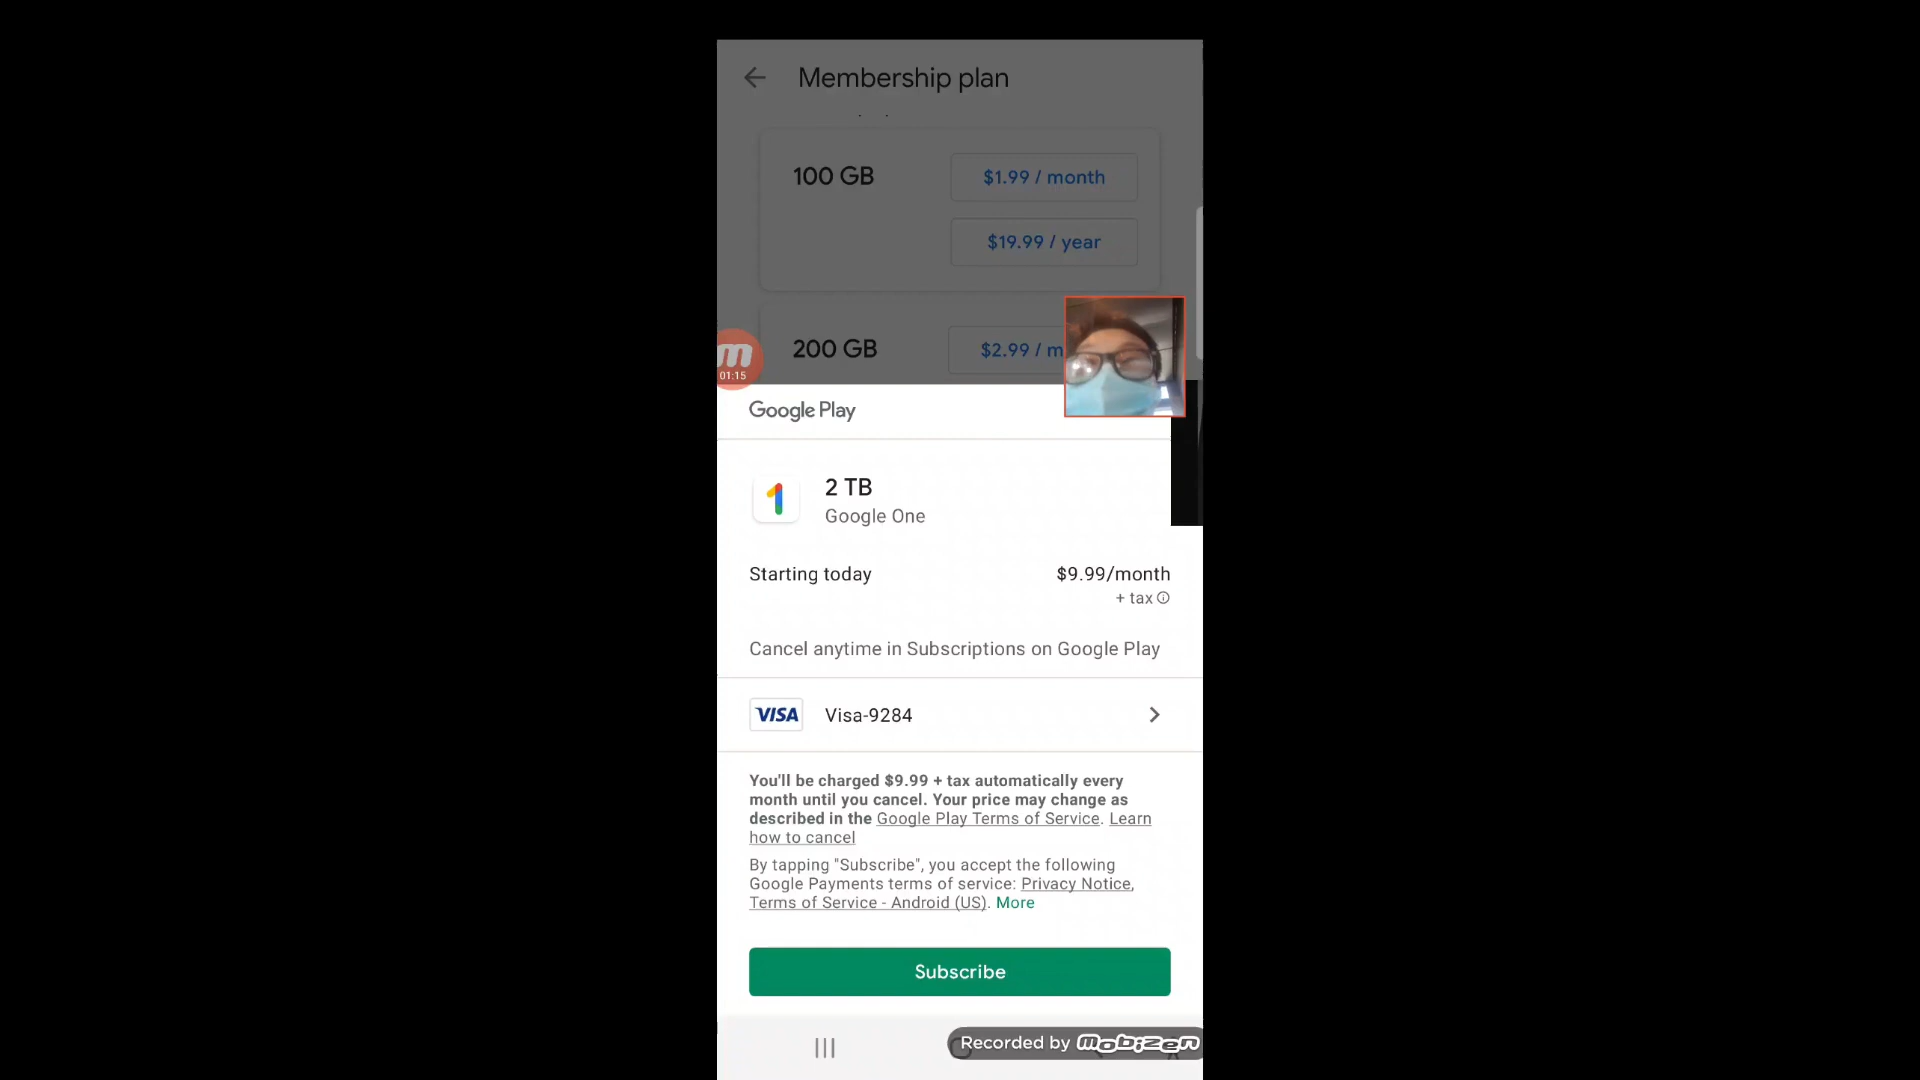 Membership plan
100 GB
$1.99 / month
$19.99 / year
200 GB
$2.99 / m
01:15
Google Play
2 TB
Google One
Starting today
$9.99/month
+ tax
Cancel anytime in Subscriptions on Google Play
VISA
Visa-9284
You'll be charged $9.99 + tax automatically every
month until you cancel. Your price may change as
described in the Google Play Terms of Service. Learn
how to cancel
By tapping "Subscribe", you accept the following
Google Payments terms of service: Privacy Notice,
Terms of Service - Android (US). More
Subscribe
Recorded by mobizen